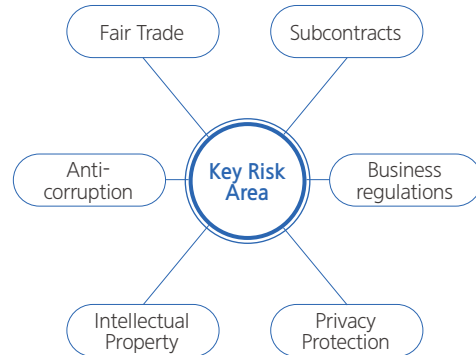 Fair Trade
Subcontracts
Anti-
corruption
Key Risk
Area
Business
regulations
Intellectual
Property
Privacy
Protection